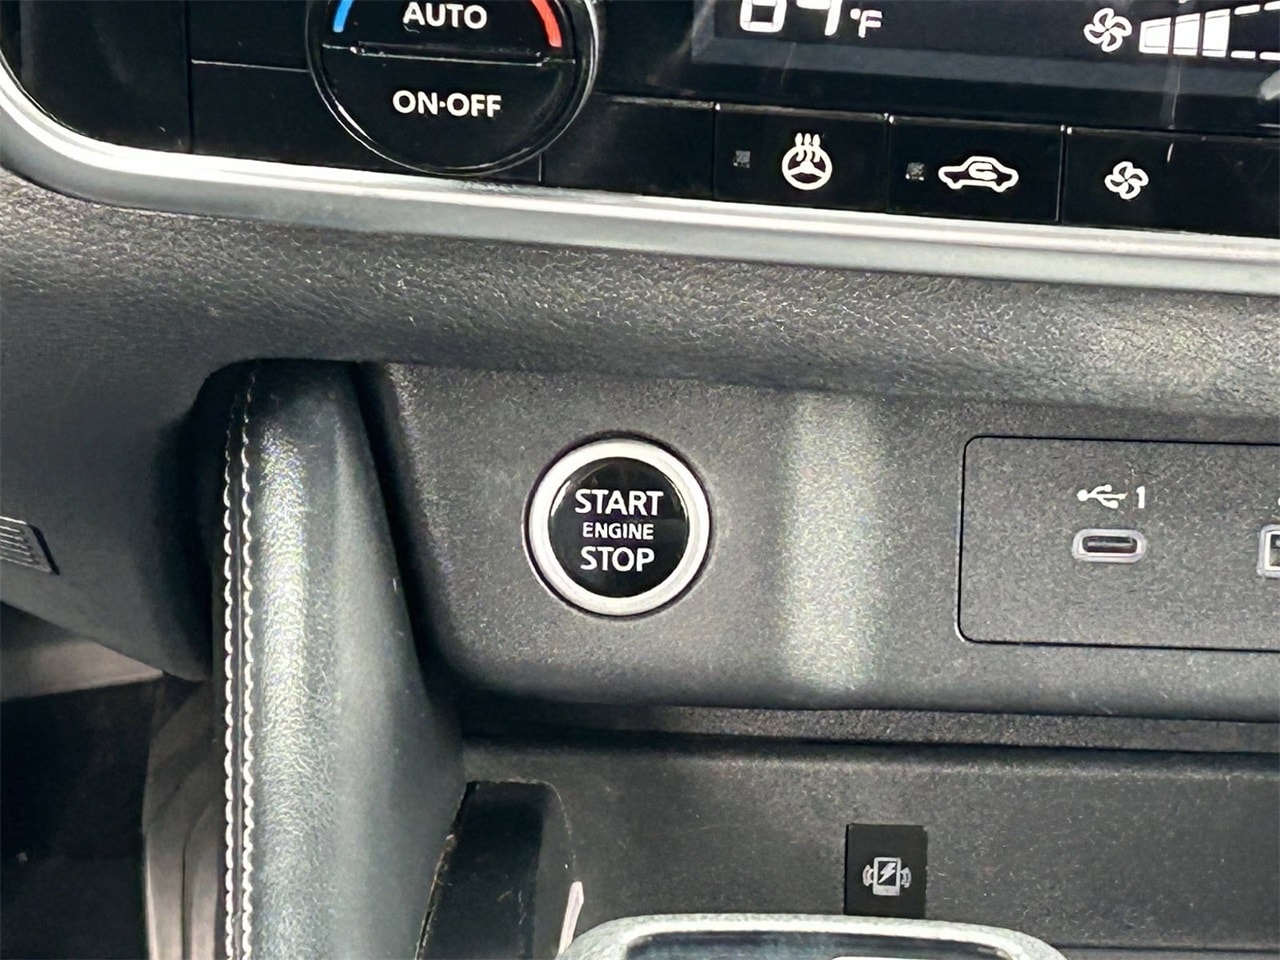 AUTO
ON·OFF
°F
START
ENGINE
STOP
1